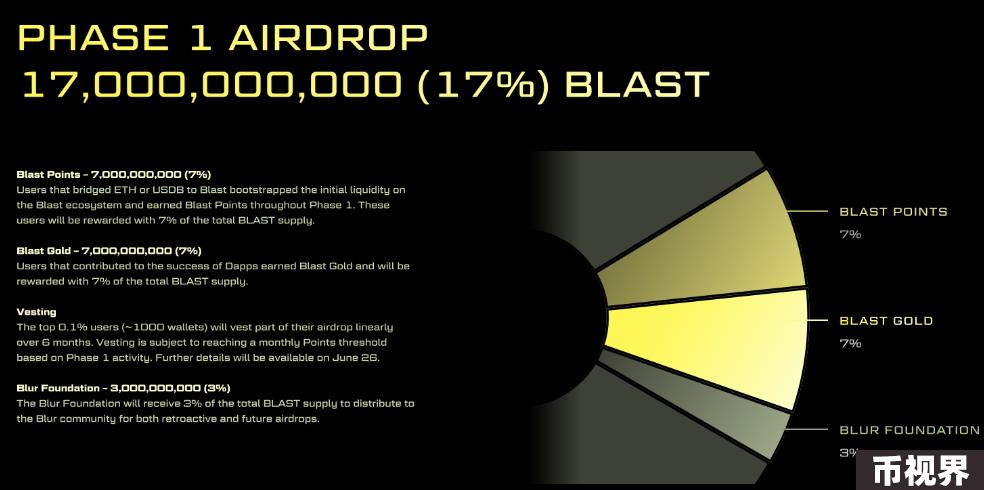 PHASE 1 AIRDROP
17,000,000,000 (17%) BLAST
Blast Points – 7,000,000,000 (7%)
Users that bridged ETH or USDB to Blast bootstrapped the initial liquidity on
the Blast ecosystem and earned Blast Points throughout Phase 1. These
users will be rewarded with 7% of the total BLAST supply.
Blast Gold – 7,000,000,000 (7%)
Users that contributed to the success of Dapps earned Blast Gold and will be
rewarded with 7% of the total BLAST supply.
Vesting
The top 0.1% users (~1000 wallets) will vest part of their airdrop linearly
over 6 months. Vesting is subject to reaching a monthly Points threshold
based on Phase 1 activity. Further details will be available on June 26.
Blur Foundation – 3,000,000,000 (3%)
The Blur Foundation will receive 3% of the total BLAST supply to distribute to
the Blur community for both retroactive and future airdrops.
BLAST POINTS
7%
BLAST GOLD
7%
BLUR FOUNDATION
3%
币视界